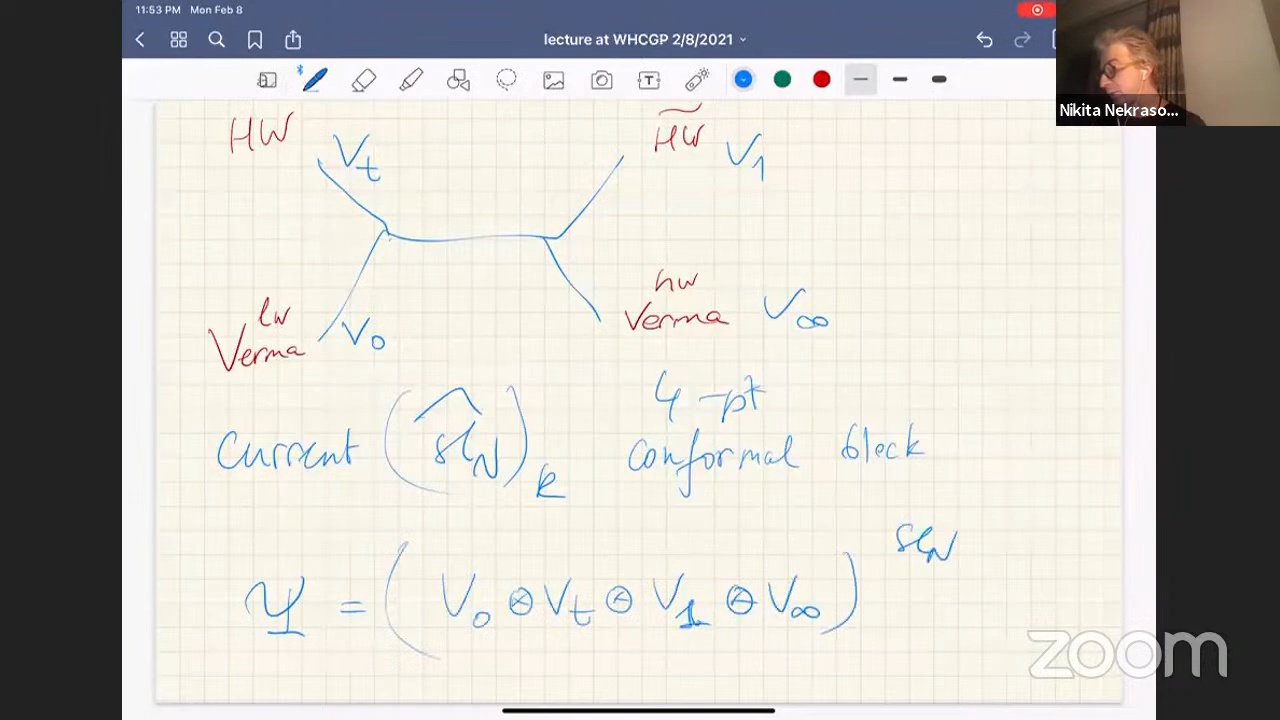 11:53 PM Mon Feb 8
lecture at WHCGP 2/8/2021
Nikita Nekraso...
HW
V_t
H̃W̃
V_1
lw
Verma
V_0
hw
Verma
V_∞
current (ŝl_N)_k
4-pt
conformal block
Ψ = (V_0 ⊗ V_t ⊗ V_1 ⊗ V_∞)^{sl_N}
zoom